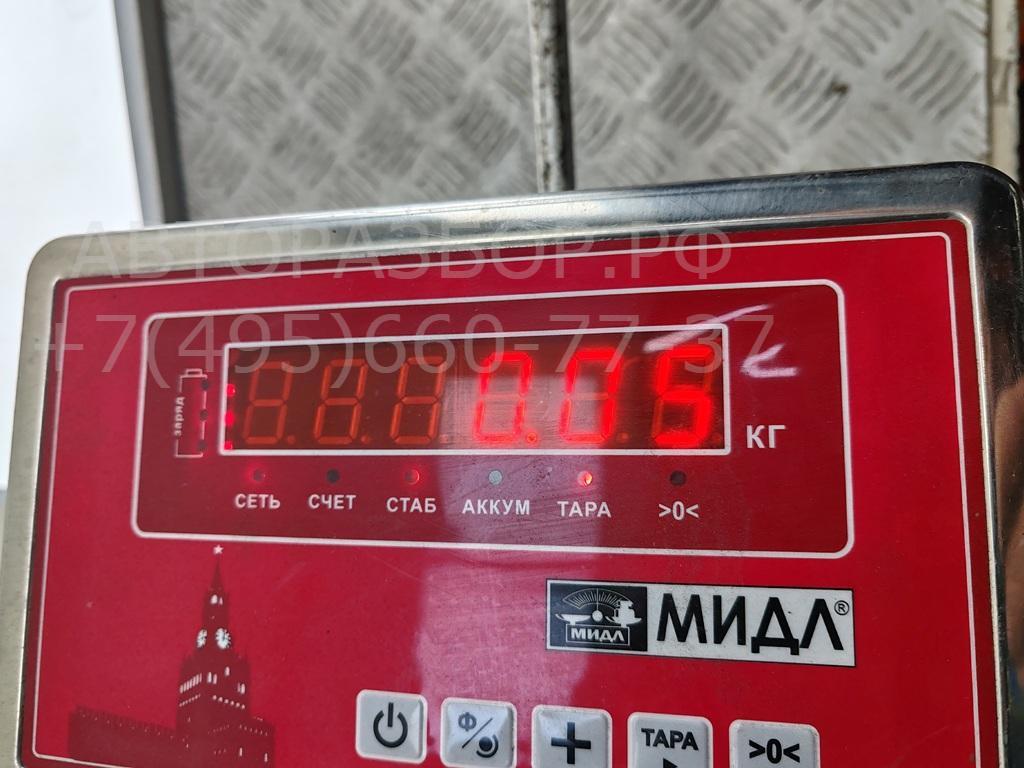 АВТОРАЗБОР.РФ
+7(495)660-77-37
заряд
0.05
КГ
СЕТЬ СЧЕТ СТАБ АККУМ ТАРА >0<
МИДЛ МИДЛ®
Ф
+ ТАРА >0<